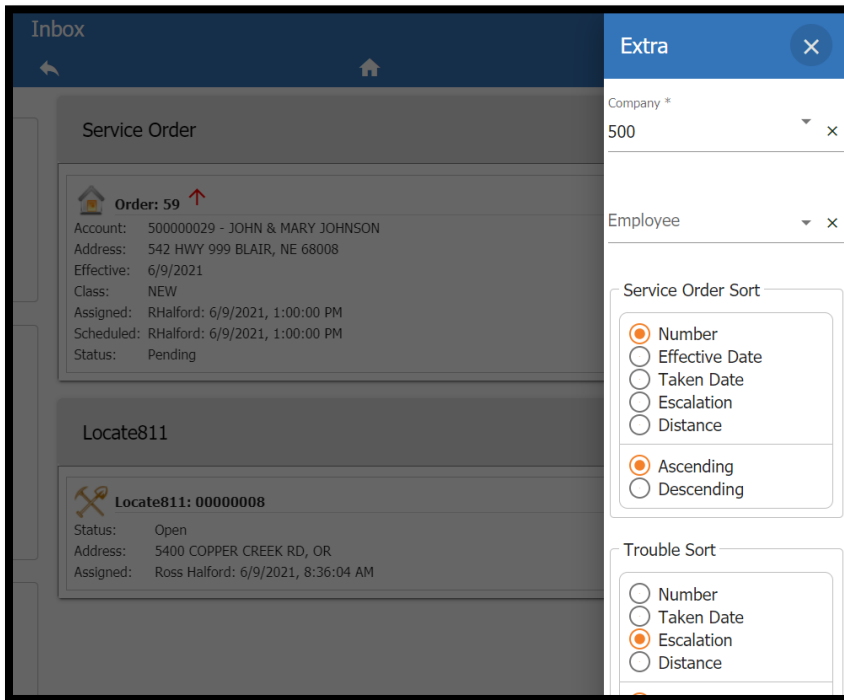 Inbox
Service Order
Order: 59
Account: 500000029 - JOHN & MARY JOHNSON
Address: 542 HWY 999 BLAIR, NE 68008
Effective: 6/9/2021
Class: NEW
Assigned: RHalford: 6/9/2021, 1:00:00 PM
Scheduled: RHalford: 6/9/2021, 1:00:00 PM
Status: Pending
Locate811
Locate811: 00000008
Status: Open
Address: 5400 COPPER CREEK RD, OR
Assigned: Ross Halford: 6/9/2021, 8:36:04 AM
Extra
Company *
500
Employee
Service Order Sort
Number
Effective Date
Taken Date
Escalation
Distance
Ascending
Descending
Trouble Sort
Number
Taken Date
Escalation
Distance